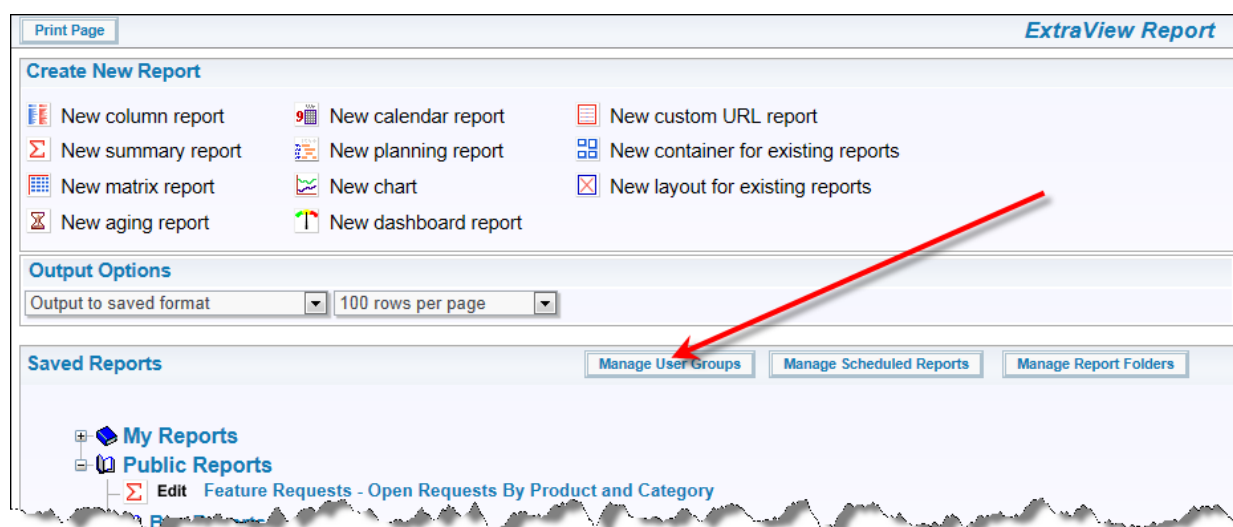 Print Page ExtraView Report
Create New Report
New column report New calendar report New custom URL report
New summary report New planning report New container for existing reports
New matrix report New chart New layout for existing reports
New aging report New dashboard report
Output Options
Output to saved format 100 rows per page
Saved Reports Manage User Groups Manage Scheduled Reports Manage Report Folders
My Reports
Public Reports
Edit Feature Requests - Open Requests By Product and Category